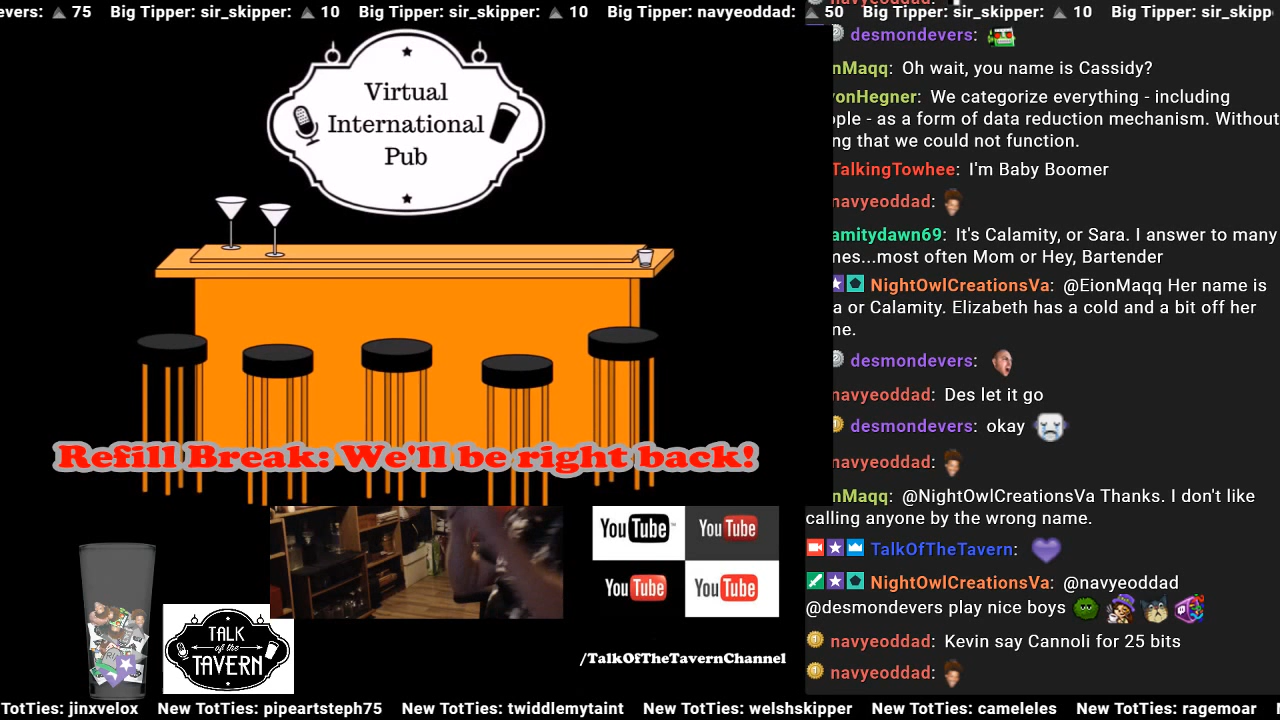 evers: 75 Big Tipper: sir_skipper: 10 Big Tipper: sir_skipper: 10 Big Tipper: navyeoddad: 50 Big Tipper: sir_skipper: 10 Big Tipper: sir_skipp
Virtual
International
Pub
Refill Break: We'll be right back!
YouTube YouTube
YouTube YouTube
TALK
of the
TAVERN
/TalkOfTheTavernChannel
desmondevers:
nMaqq: Oh wait, you name is Cassidy?
ronHegner: We categorize everything - including
ople - as a form of data reduction mechanism. Without
ng that we could not function.
TalkingTowhee: I'm Baby Boomer
navyeoddad:
amitydawn69: It's Calamity, or Sara. I answer to many
mes...most often Mom or Hey, Bartender
NightOwlCreationsVa: @EionMaqq Her name is
a or Calamity. Elizabeth has a cold and a bit off her
me.
desmondevers:
navyeoddad: Des let it go
desmondevers: okay
navyeoddad:
nMaqq: @NightOwlCreationsVa Thanks. I don't like
calling anyone by the wrong name.
TalkOfTheTavern:
NightOwlCreationsVa: @navyeoddad
@desmondevers play nice boys
navyeoddad: Kevin say Cannoli for 25 bits
navyeoddad:
TotTies: jinxvelox New TotTies: pipeartsteph75 New TotTies: twiddlemytaint New TotTies: welshskipper New TotTies: cameleles New TotTies: ragemoar